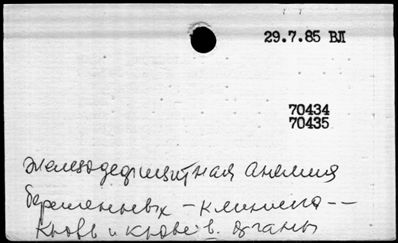 29.7.85 ВЛ
70434
70435
Железодефицитная анемия
беременных – клиника --
Кровь и кроветв. органы